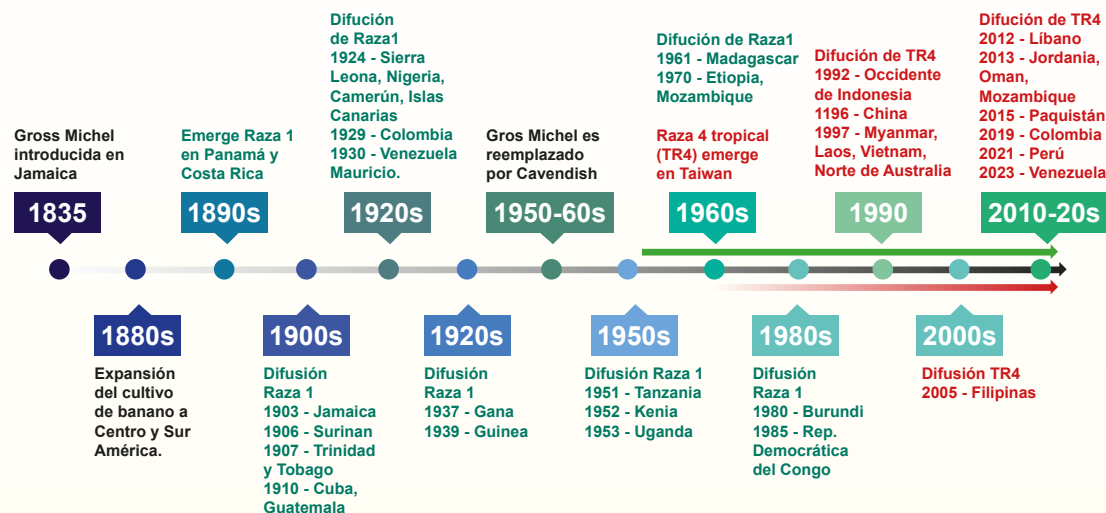 Gross Michel
introducida en
Jamaica
1835
1880s
Expansión
del cultivo
de banano a
Centro y Sur
América.
Emerge Raza 1
en Panamá y
Costa Rica
1890s
1900s
Difusión
Raza 1
1903 - Jamaica
1906 - Surinan
1907 - Trinidad
y Tobago
1910 - Cuba,
Guatemala
Difución
de Raza1
1924 - Sierra
Leona, Nigeria,
Camerún, Islas
Canarias
1929 - Colombia
1930 - Venezuela
Mauricio.
1920s
1920s
Difusión
Raza 1
1937 - Gana
1939 - Guinea
Gros Michel es
reemplazado
por Cavendish
1950-60s
1950s
Difusión Raza 1
1951 - Tanzania
1952 - Kenia
1953 - Uganda
Difución de Raza1
1961 - Madagascar
1970 - Etiopia,
Mozambique
Raza 4 tropical
(TR4) emerge
en Taiwan
1960s
1980s
Difusión
Raza 1
1980 - Burundi
1985 - Rep.
Democrática
del Congo
Difución de TR4
1992 - Occidente
de Indonesia
1196 - China
1997 - Myanmar,
Laos, Vietnam,
Norte de Australia
1990
2000s
Difusión TR4
2005 - Filipinas
Difución de TR4
2012 - Líbano
2013 - Jordania,
Oman,
Mozambique
2015 - Paquistán
2019 - Colombia
2021 - Perú
2023 - Venezuela
2010-20s